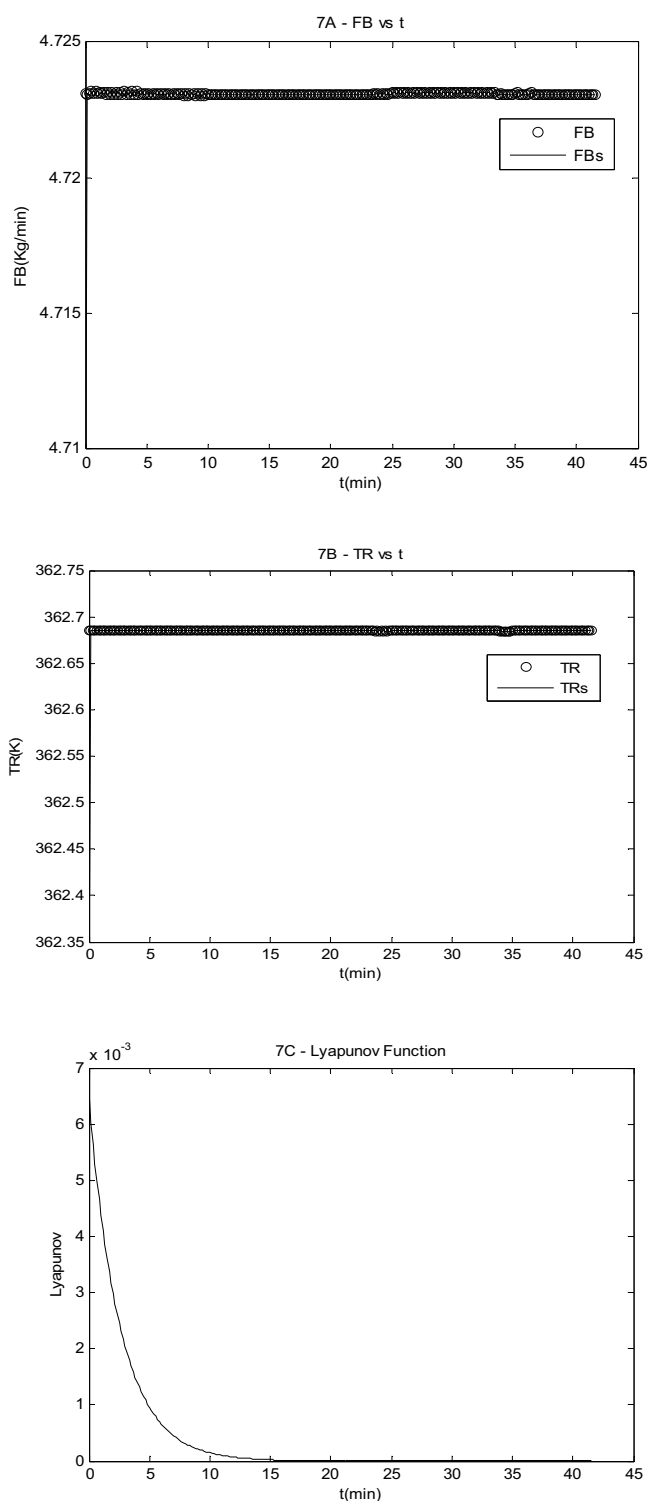 7A - FB vs t
4.725
4.72
4.715
4.71
FB(Kg/min)
FB
FBs
0 5 10 15 20 25 30 35 40 45
t(min)
7B - TR vs t
362.75
362.7
362.65
362.6
362.55
362.5
362.45
362.4
362.35
TR(K)
TR
TRs
0 5 10 15 20 25 30 35 40 45
t(min)
7C - Lyapunov Function
x 10-3
7
6
5
4
3
2
1
0
Lyapunov
0 5 10 15 20 25 30 35 40 45
t(min)